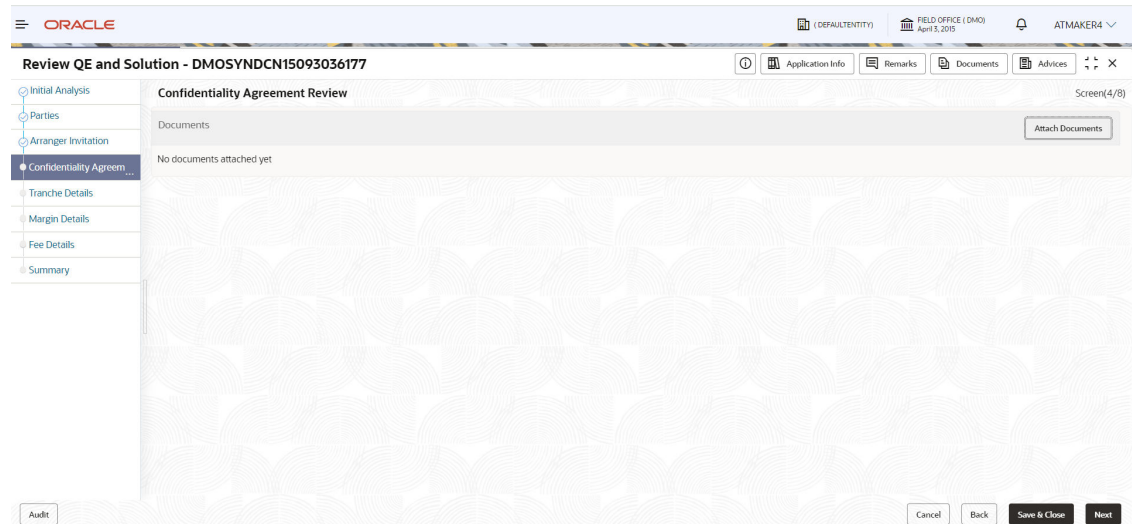 ORACLE
( DEFAULTENTITY)
FIELD OFFICE ( DMO)
April 3, 2015
ATMAKER4
Review QE and Solution - DMOSYNDCN15093036177
Application Info
Remarks
Documents
Advices
Initial Analysis
Parties
Arranger Invitation
Confidentiality Agreem...
Tranche Details
Margin Details
Fee Details
Summary
Confidentiality Agreement Review
Screen(4/8)
Documents
Attach Documents
No documents attached yet
Audit
Cancel
Back
Save & Close
Next